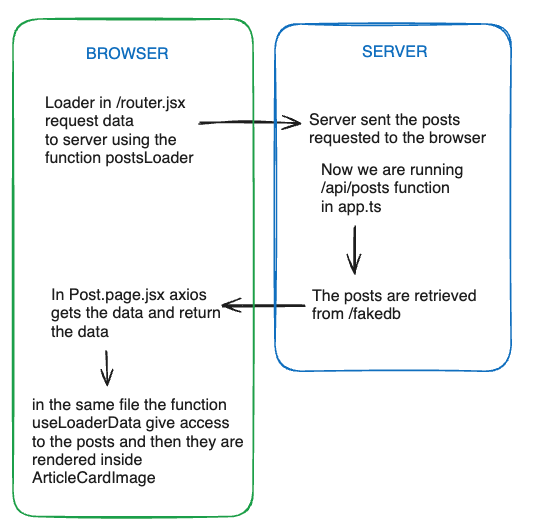 BROWSER
Loader in /router.jsx
request data
to server using the
function postsLoader
In Post.page.jsx axios
gets the data and return
the data
in the same file the function
useLoaderData give access
to the posts and then they are
rendered inside
ArticleCardImage
SERVER
Server sent the posts
requested to the browser
Now we are running
/api/posts function
in app.ts
The posts are retrieved
from /fakedb